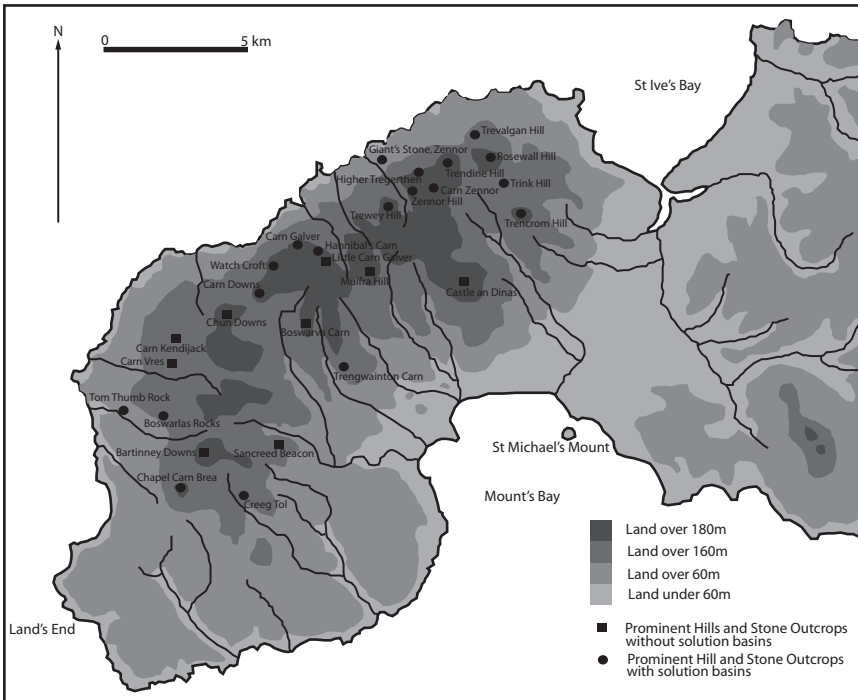 N
0 5 km
St Ive's Bay
Trevalgan Hill
Giant's Stone, Zennor
Rosewall Hill
Trendine Hill
Higher Tregerthen
Trink Hill
Carn Zennor
Zennor Hill
Trewey Hill
Trencrom Hill
Carn Galver
Hannibal's Carn
Little Carn Galver
Watch Croft
Mulfra Hill
Carn Downs
Castle an Dinas
Chun Downs
Boswarva Carn
Carn Kendijack
Carn Vres
Trengwainton Carn
Tom Thumb Rock
Boswarlas Rocks
Bartinney Downs
Sancreed Beacon
St Michael's Mount
Chapel Carn Brea
Creeg Tol
Mount's Bay
Land over 180m
Land over 160m
Land over 60m
Land under 60m
Land's End
Prominent Hills and Stone Outcrops
without solution basins
Prominent Hill and Stone Outcrops
with solution basins